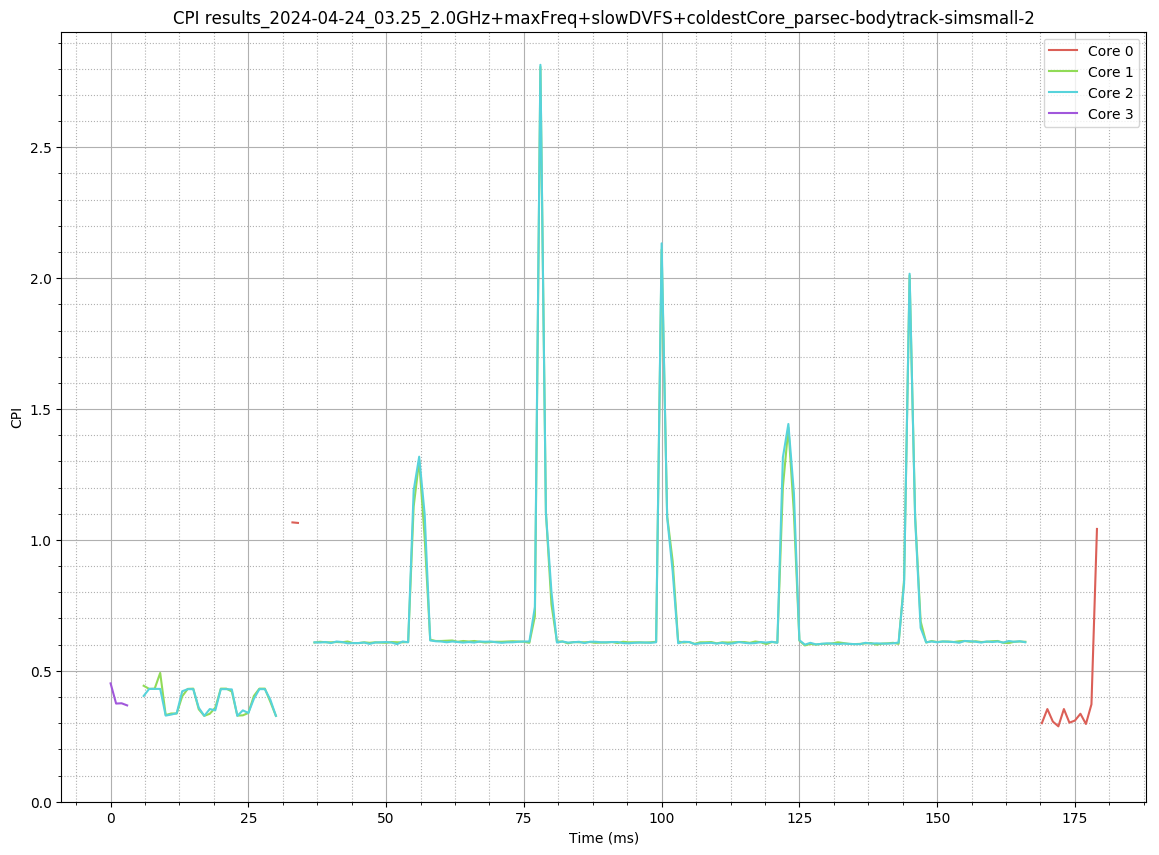 CPI results_2024-04-24_03.25_2.0GHz+maxFreq+slowDVFS+coldestCore_parsec-bodytrack-simsmall-2
Core 0
Core 1
Core 2
Core 3
2.5
2.0
1.5
1.0
0.5
0.0
CPI
0 25 50 75 100 125 150 175
Time (ms)